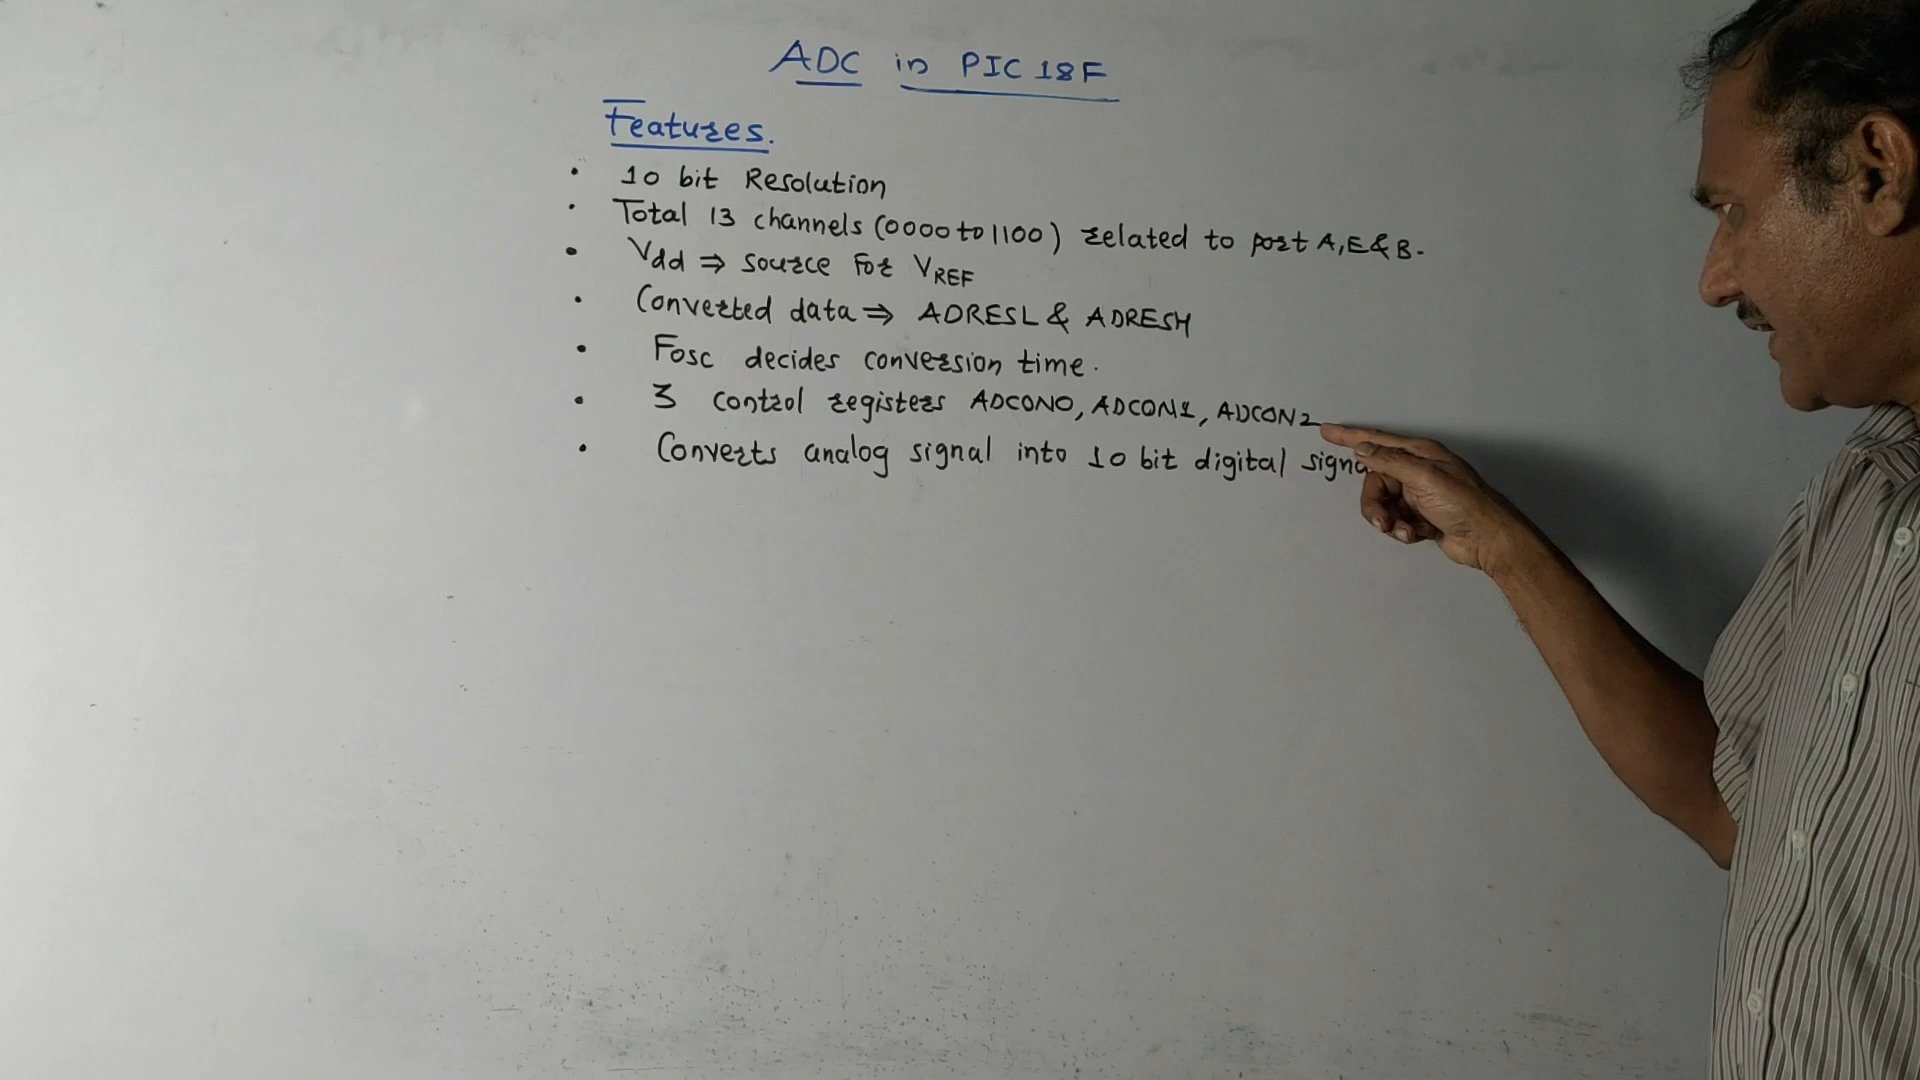 ADC in PIC 18F
Features.
• 10 bit Resolution
• Total 13 channels (0000 to 1100) related to port A, E & B.
• Vdd ⇒ source for VREF
• Converted data ⇒ ADRESL & ADRESH
• Fosc decides conversion time.
• 3 control registers ADCON0, ADCON1, ADCON2
• Converts analog signal into 10 bit digital signa